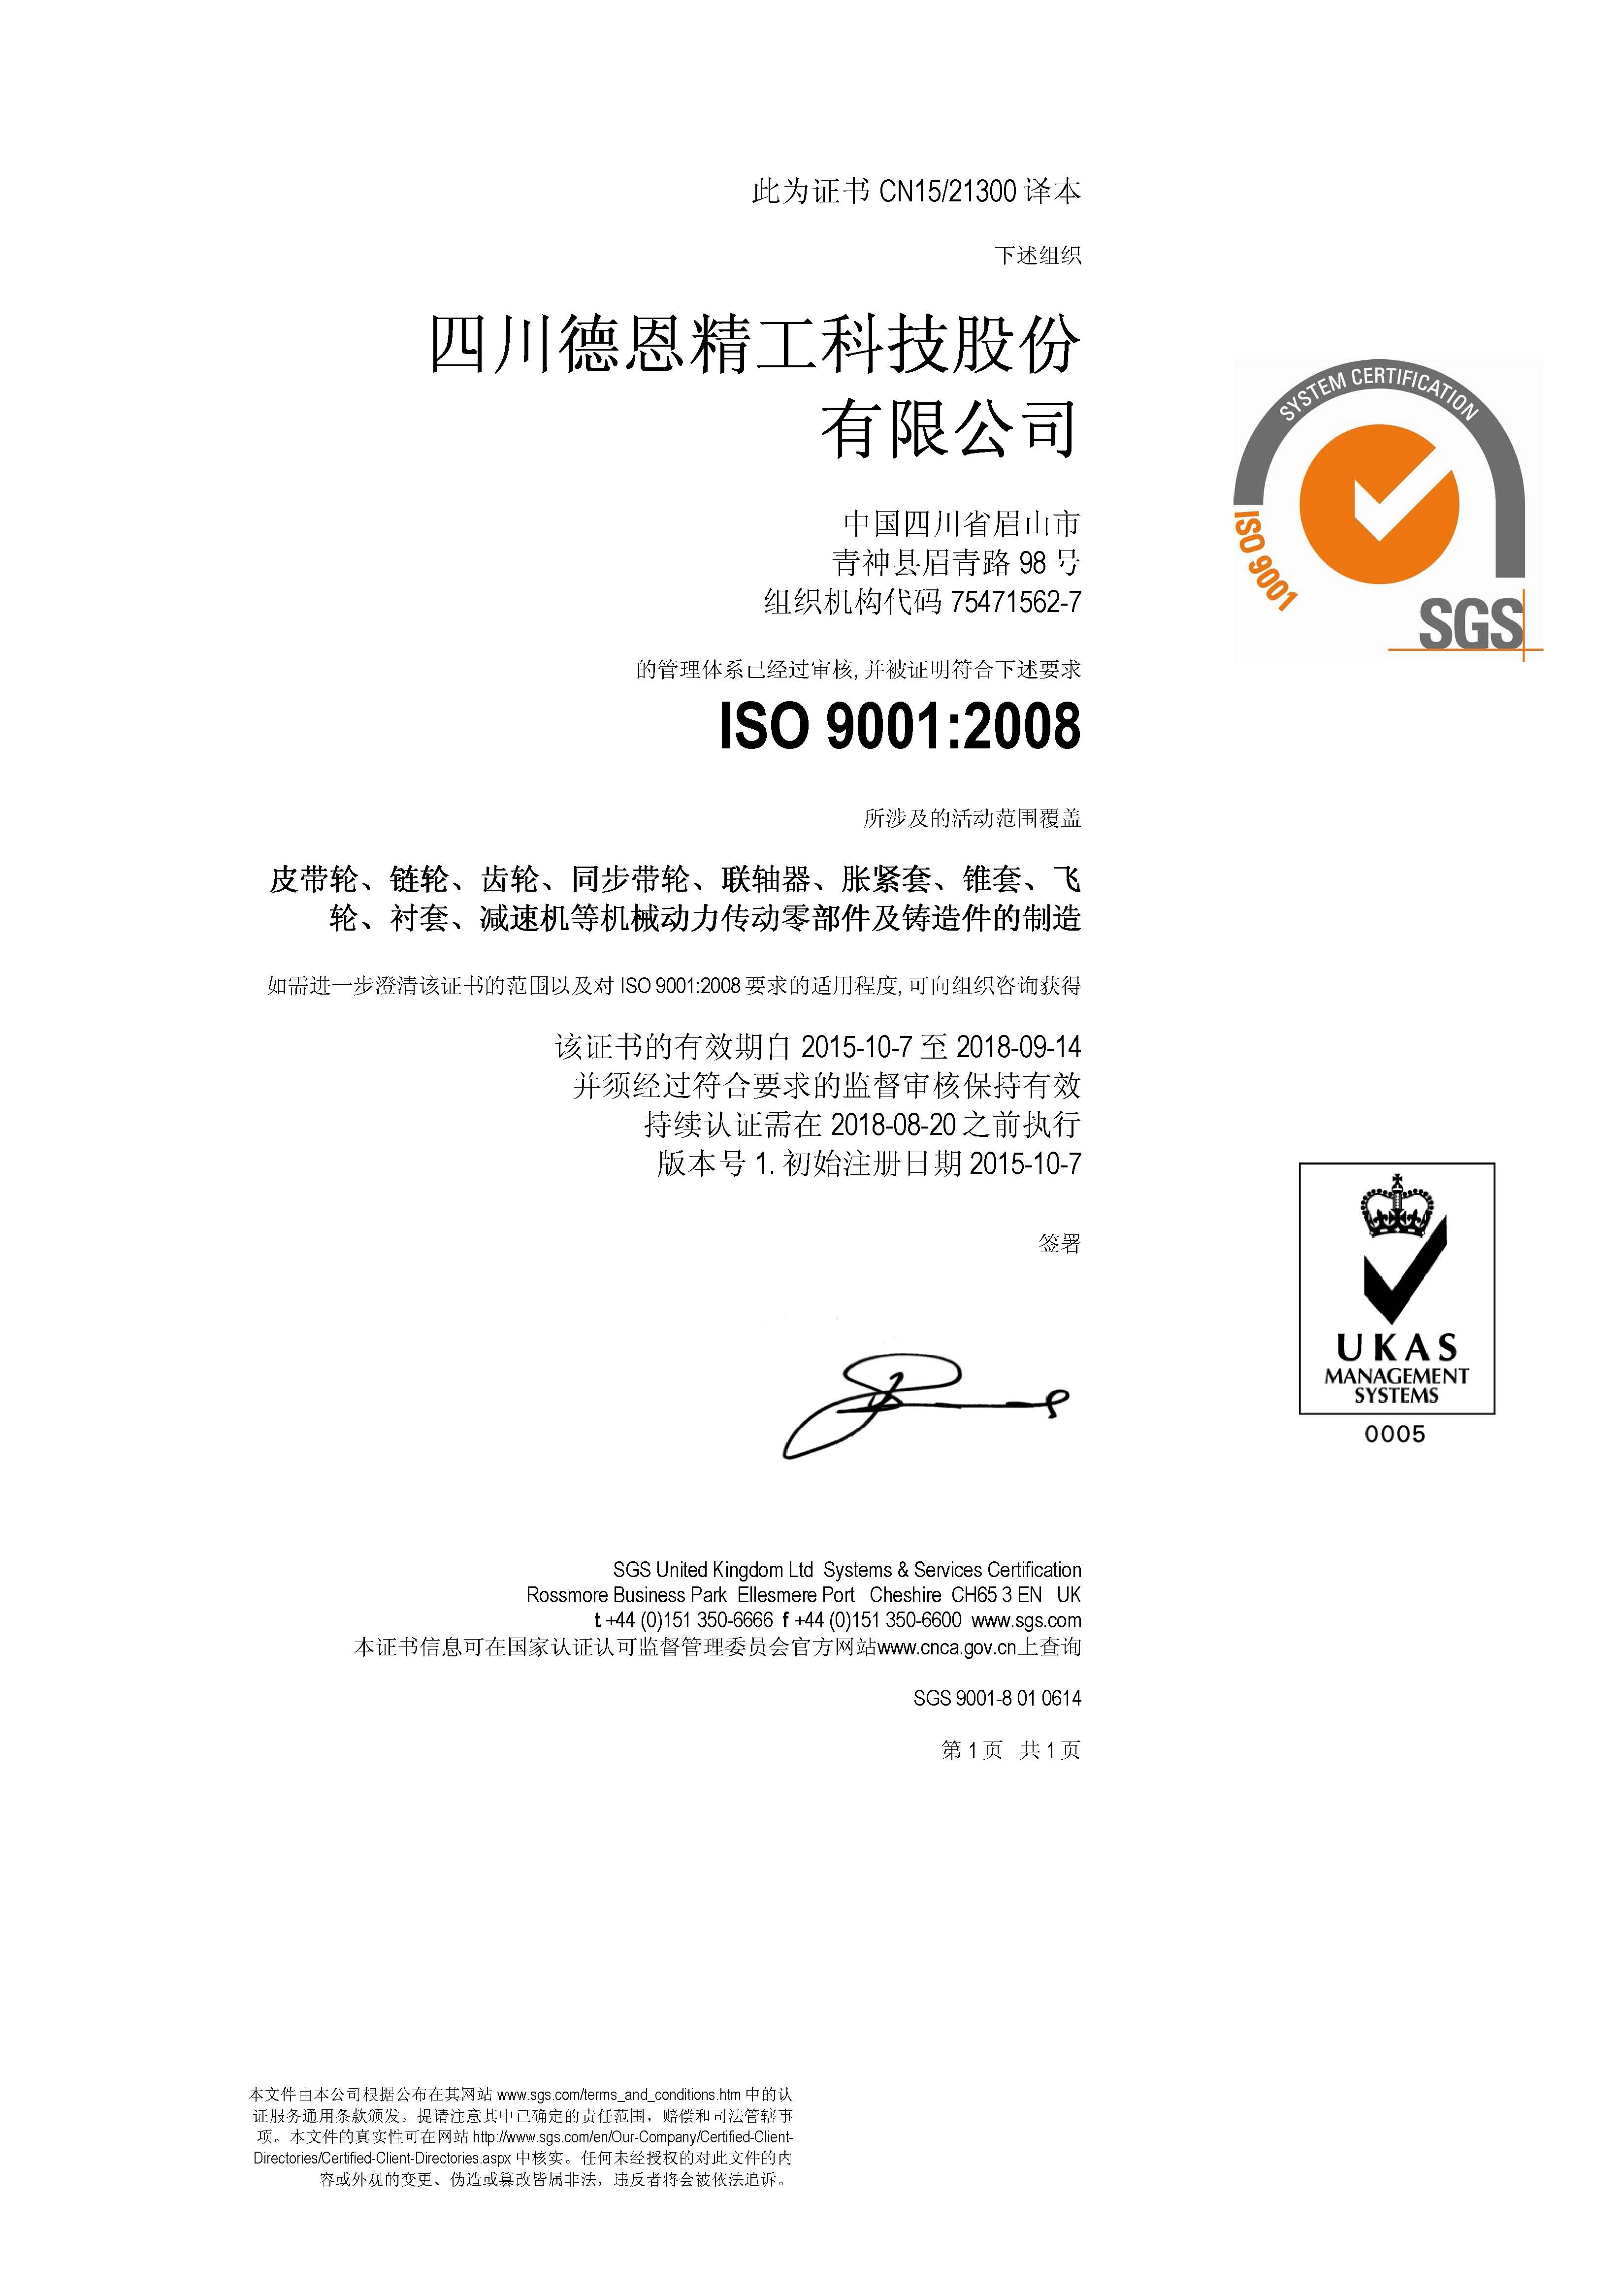 此为证书 CN15/21300 译本
下述组织
四川德恩精工科技股份
有限公司
中国四川省眉山市
青神县眉青路 98 号
组织机构代码 75471562-7
的管理体系已经过审核, 并被证明符合下述要求
ISO 9001:2008
所涉及的活动范围覆盖
皮带轮、链轮、齿轮、同步带轮、联轴器、胀紧套、锥套、飞
轮、衬套、减速机等机械动力传动零部件及铸造件的制造
如需进一步澄清该证书的范围以及对 ISO 9001:2008 要求的适用程度, 可向组织咨询获得
该证书的有效期自 2015-10-7 至 2018-09-14
并须经过符合要求的监督审核保持有效
持续认证需在 2018-08-20 之前执行
版本号 1. 初始注册日期 2015-10-7
签署
SGS United Kingdom Ltd Systems & Services Certification
Rossmore Business Park Ellesmere Port Cheshire CH65 3 EN UK
t +44 (0)151 350-6666 f +44 (0)151 350-6600 www.sgs.com
本证书信息可在国家认证认可监督管理委员会官方网站www.cnca.gov.cn上查询
SGS 9001-8 01 0614
第 1 页 共 1 页
SYSTEM CERTIFICATION
ISO 9001
SGS
UKAS
MANAGEMENT
SYSTEMS
0005
本文件由本公司根据公布在其网站 www.sgs.com/terms_and_conditions.htm 中的认
证服务通用条款颁发。提请注意其中已确定的责任范围，赔偿和司法管辖事
项。本文件的真实性可在网站 http://www.sgs.com/en/Our-Company/Certified-Client-
Directories/Certified-Client-Directories.aspx 中核实。任何未经授权的对此文件的内
容或外观的变更、伪造或篡改皆属非法，违反者将会被依法追诉。